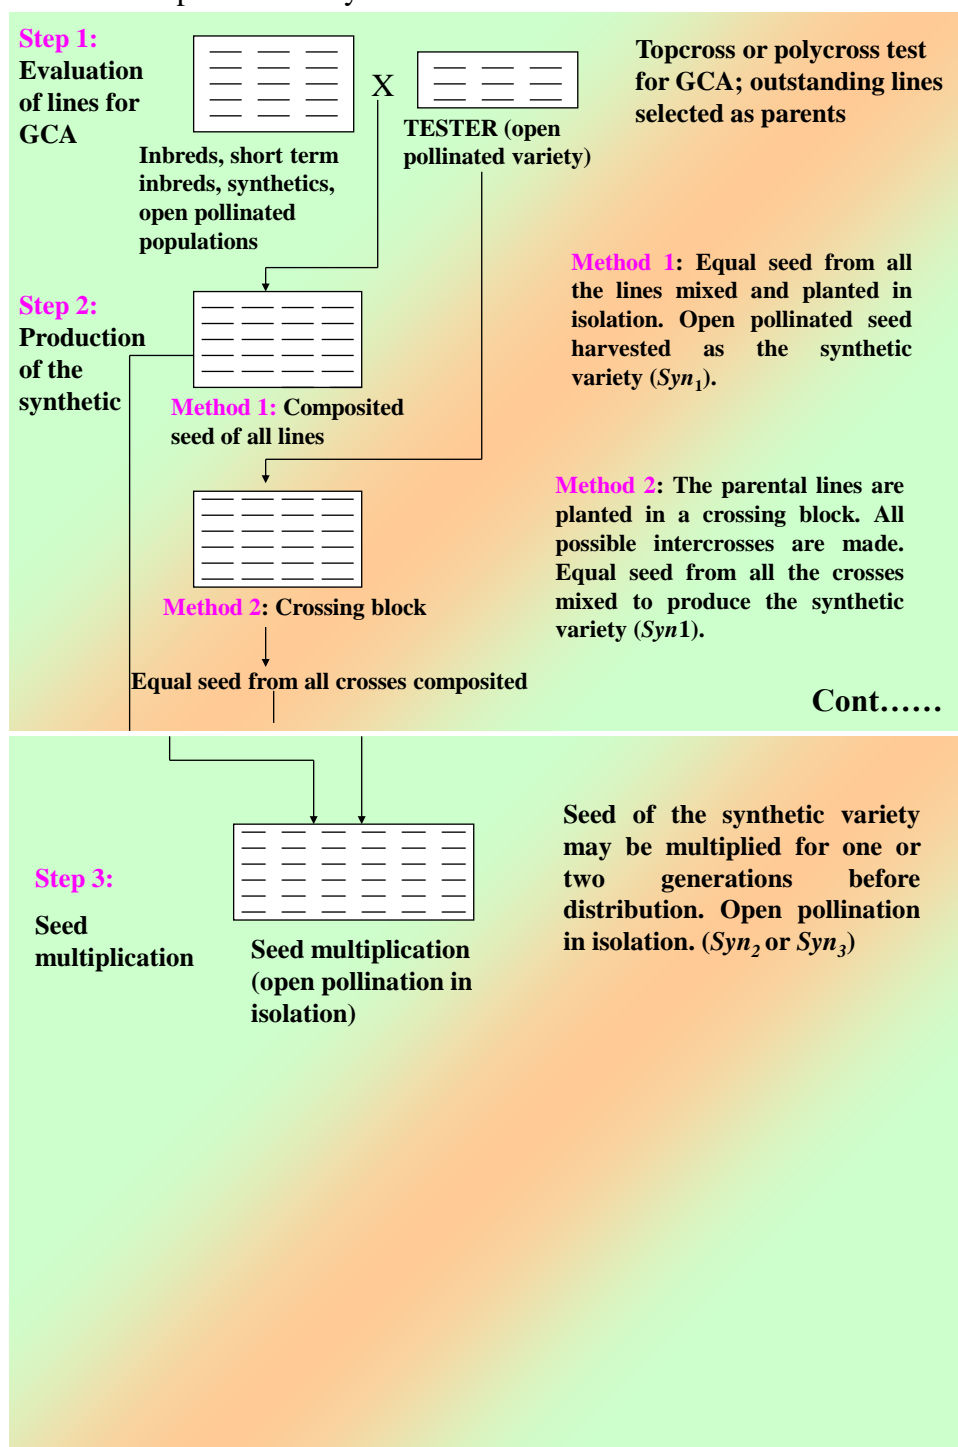 Step 1:
Evaluation
of lines for
GCA
X
Inbreds, short term
inbreds, synthetics,
open pollinated
populations
TESTER (open
pollinated variety)
Topcross or polycross test
for GCA; outstanding lines
selected as parents
Step 2:
Production
of the
synthetic
Method 1: Composited
seed of all lines
Method 1: Equal seed from all
the lines mixed and planted in
isolation. Open pollinated seed
harvested as the synthetic
variety (Syn1).
Method 2: Crossing block
Equal seed from all crosses composited
Method 2: The parental lines are
planted in a crossing block. All
possible intercrosses are made.
Equal seed from all the crosses
mixed to produce the synthetic
variety (Syn1).
Cont……
Step 3:
Seed
multiplication
Seed multiplication
(open pollination in
isolation)
Seed of the synthetic variety
may be multiplied for one or
two generations before
distribution. Open pollination
in isolation. (Syn2 or Syn3)